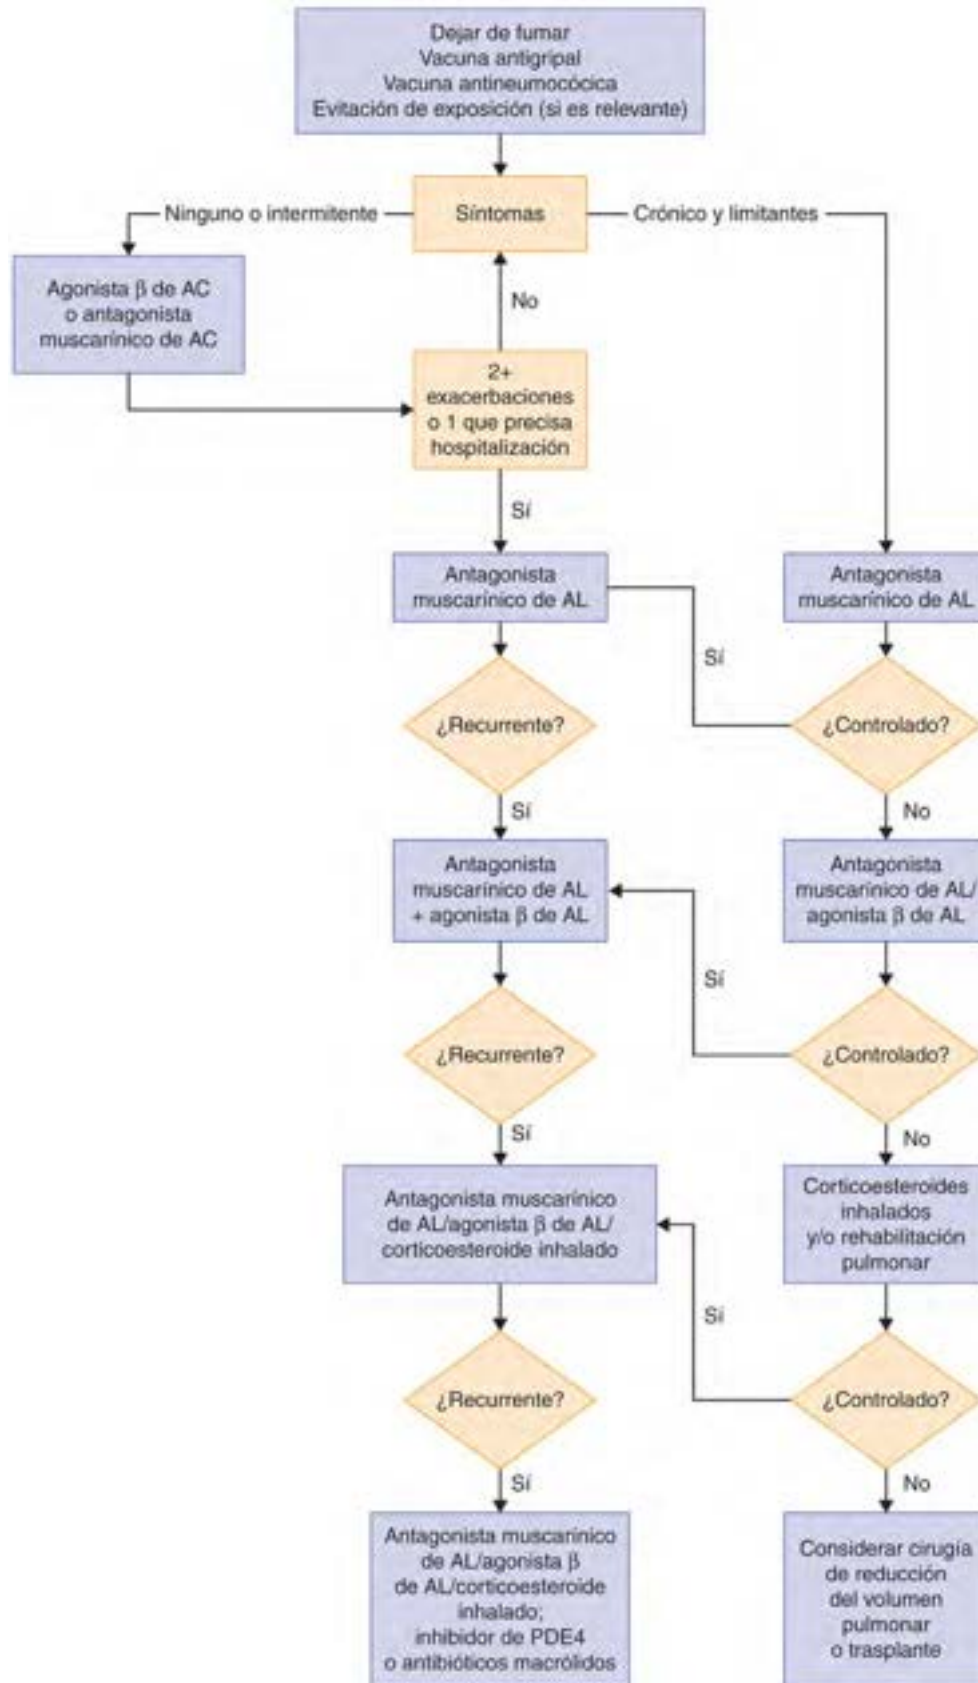 Dejar de fumar
Vacuna antigripal
Vacuna antineumocócica
Evitación de exposición (si es relevante)
Ninguno o intermitente
Síntomas
Crónico y limitantes
Agonista β de AC
o antagonista
muscarínico de AC
No
2+
exacerbaciones
o 1 que precisa
hospitalización
Sí
Antagonista
muscarínico de AL
Antagonista
muscarínico de AL
Sí
¿Recurrente?
¿Controlado?
Sí
No
Antagonista
muscarínico de AL
+ agonista β de AL
Antagonista
muscarínico de AL/
agonista β de AL
Sí
¿Recurrente?
¿Controlado?
Sí
No
Antagonista muscarínico
de AL/agonista β de AL/
corticoesteroide inhalado
Corticoesteroides
inhalados
y/o rehabilitación
pulmonar
Sí
¿Recurrente?
¿Controlado?
Sí
No
Antagonista muscarínico
de AL/agonista β
de AL/corticoesteroide
inhalado;
inhibidor de PDE4
o antibióticos macrólidos
Considerar cirugía
de reducción
del volumen
pulmonar
o trasplante